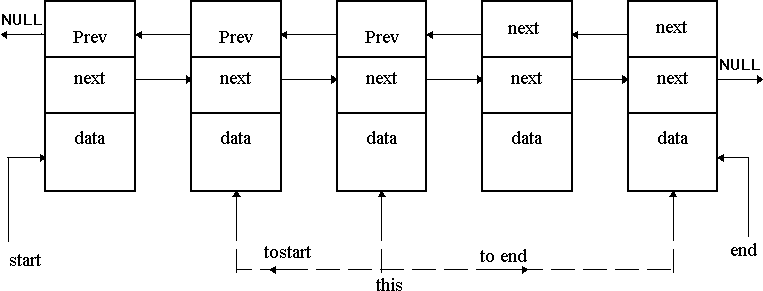 NULL
Prev Prev Prev next next
next next next next next NULL
data data data data data
start tostart to end end
this